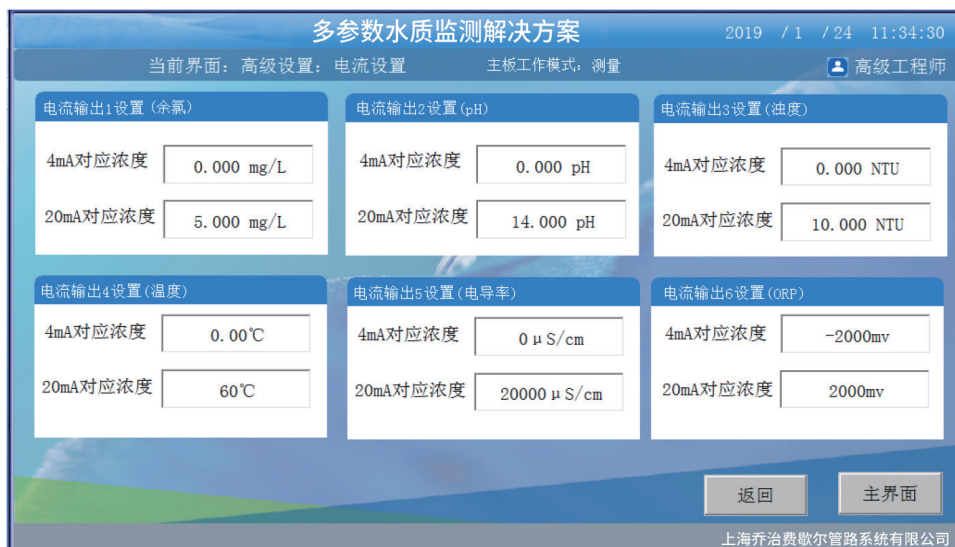 多参数水质监测解决方案
2019 /1 /24 11:34:30
当前界面：高级设置：电流设置
主板工作模式：测量
高级工程师
电流输出1设置(余氯)
4mA对应浓度
0.000 mg/L
20mA对应浓度
5.000 mg/L
电流输出2设置(pH)
4mA对应浓度
0.000 pH
20mA对应浓度
14.000 pH
电流输出3设置(浊度)
4mA对应浓度
0.000 NTU
20mA对应浓度
10.000 NTU
电流输出4设置(温度)
4mA对应浓度
0.00℃
20mA对应浓度
60℃
电流输出5设置(电导率)
4mA对应浓度
0μS/cm
20mA对应浓度
20000μS/cm
电流输出6设置(ORP)
4mA对应浓度
-2000mv
20mA对应浓度
2000mv
返回
主界面
上海乔治费歇尔管路系统有限公司